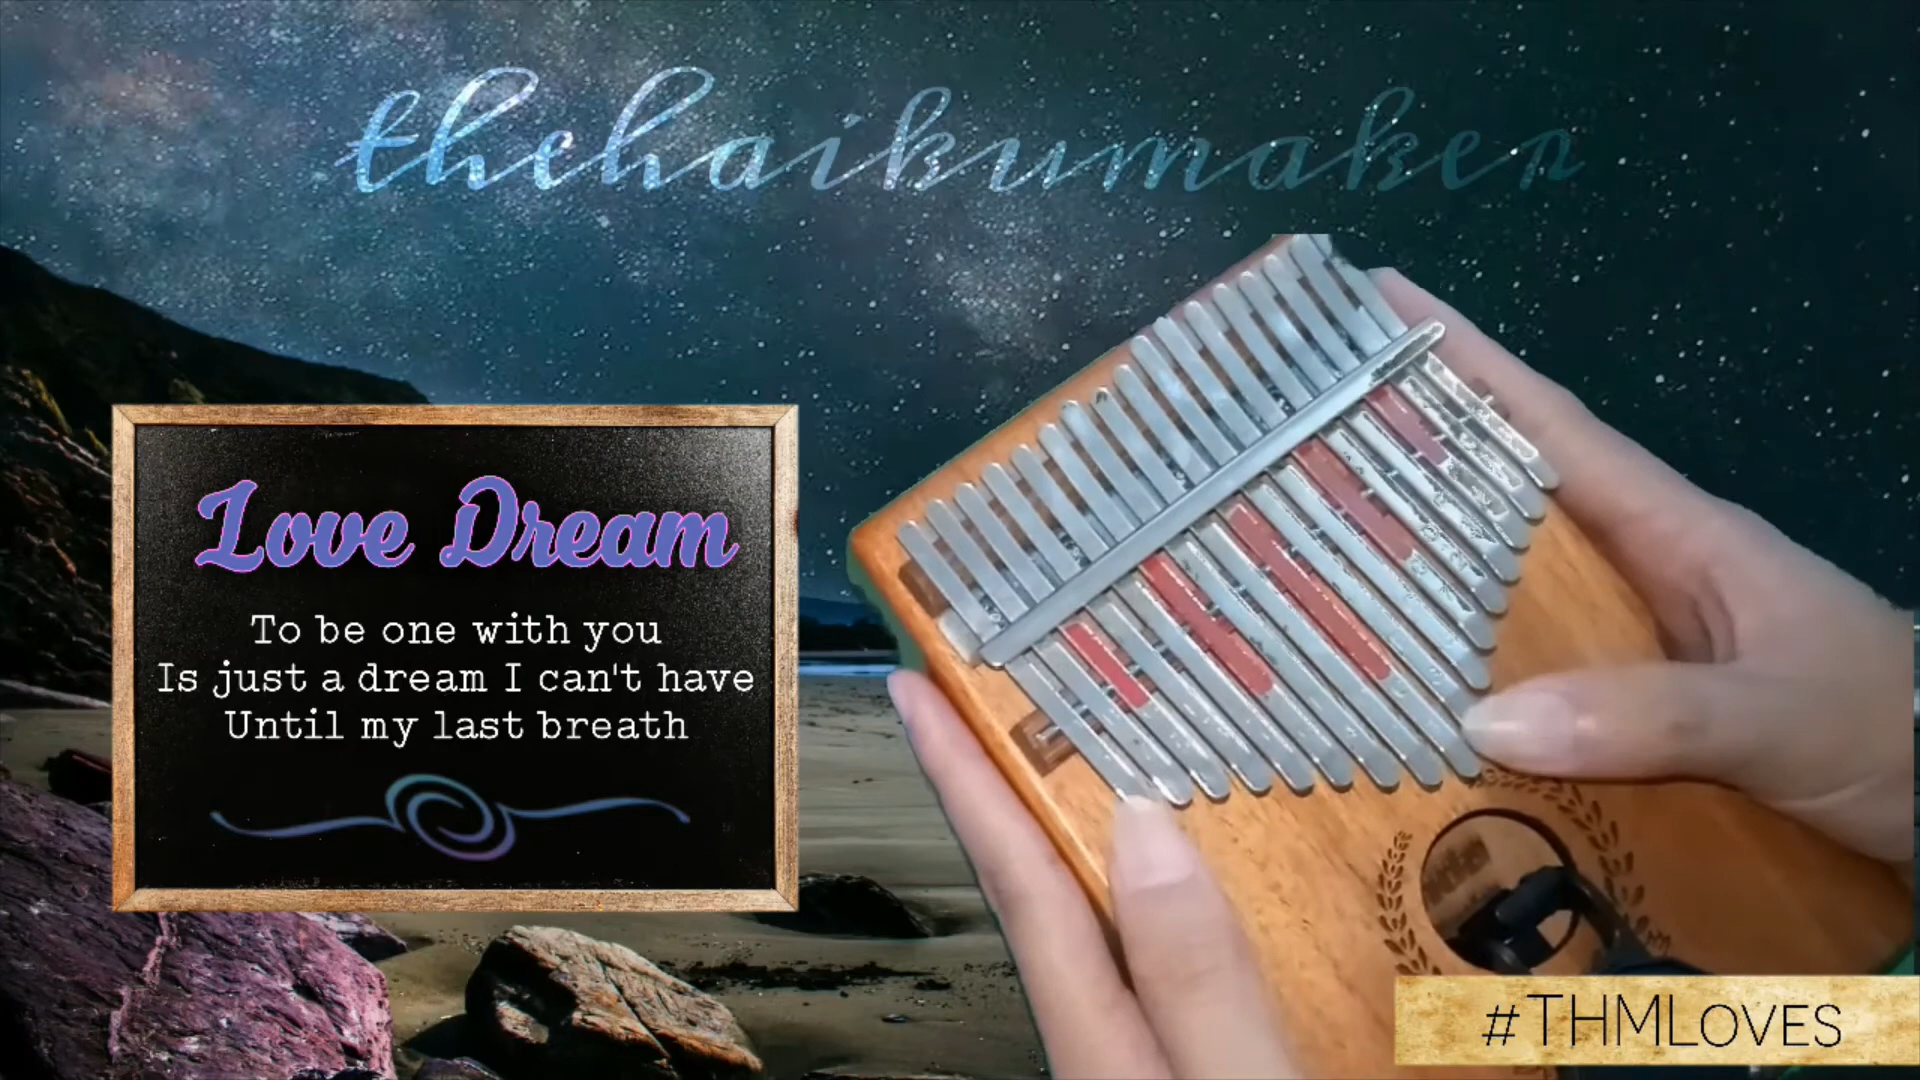 thehaikumaker
Love Dream
To be one with you
Is just a dream I can't have
Until my last breath
#THMLOVES